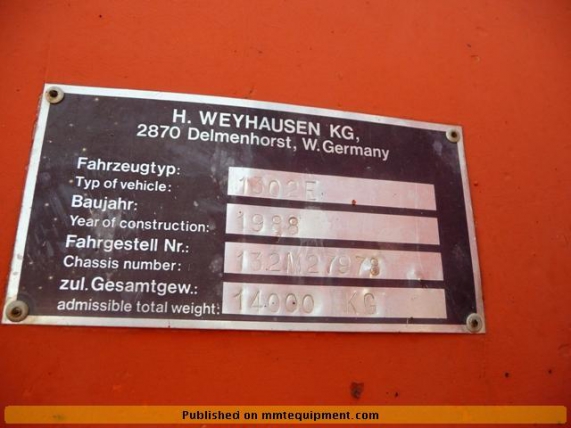 H. WEYHAUSEN KG,
2870 Delmenhorst, W. Germany
Fahrzeugtyp:
Typ of vehicle: 1302E
Baujahr:
Year of construction: 1988
Fahrgestell Nr.:
Chassis number:
zul. Gesamtgew.:
admissible total weight: 14000 KG
Published on mmtequipment.com